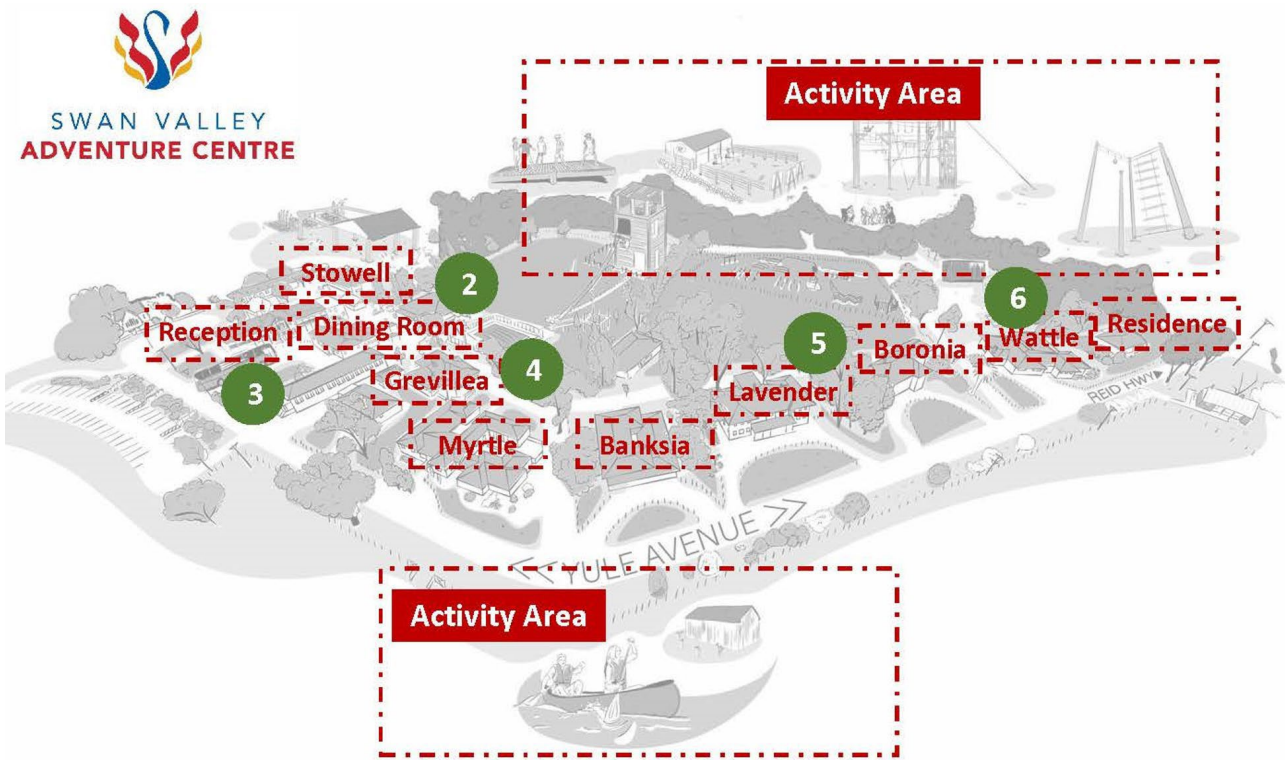 SWAN VALLEY
ADVENTURE CENTRE
Activity Area
Stowell
2
6
Reception
Dining Room
5
Boronia
Wattle
Residence
3
Grevillea
4
Lavender
REID HWY
Myrtle
Banksia
<< YULE AVENUE >>
Activity Area